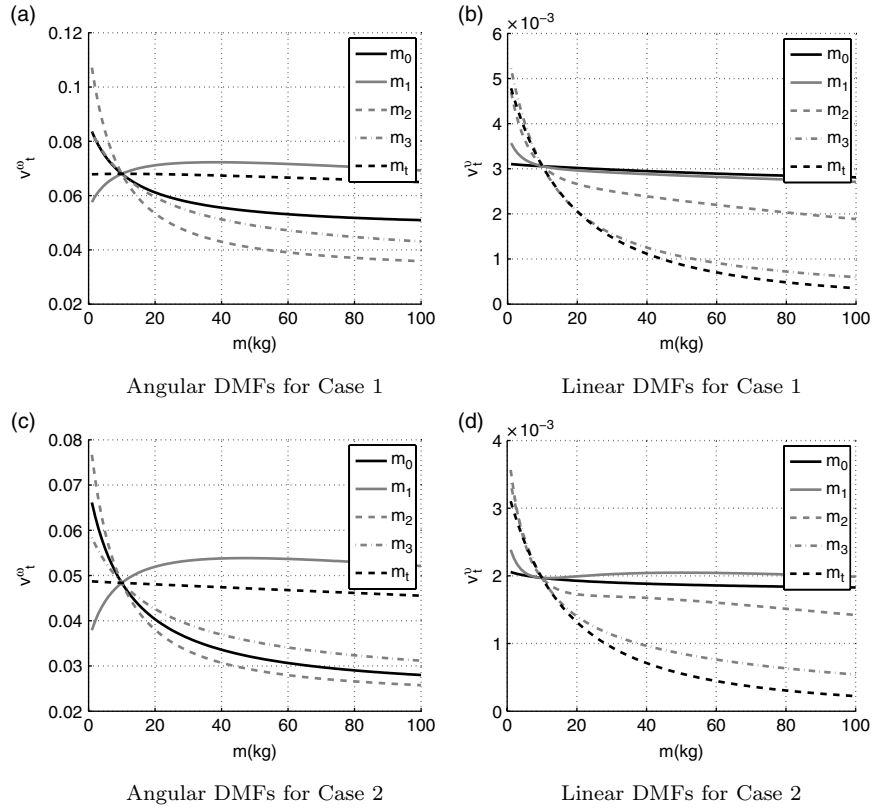 (a)
0.12
0.1
0.08
0.06
0.04
0.02
v^ω_t
0 20 40 60 80 100
m(kg)
m_0
m_1
m_2
m_3
m_t
Angular DMFs for Case 1
(b)
× 10^−3
6
5
4
3
2
1
0
v^υ_t
0 20 40 60 80 100
m(kg)
m_0
m_1
m_2
m_3
m_t
Linear DMFs for Case 1
(c)
0.08
0.07
0.06
0.05
0.04
0.03
0.02
v^ω_t
0 20 40 60 80 100
m(kg)
m_0
m_1
m_2
m_3
m_t
Angular DMFs for Case 2
(d)
× 10^−3
4
3
2
1
0
v^υ_t
0 20 40 60 80 100
m(kg)
m_0
m_1
m_2
m_3
m_t
Linear DMFs for Case 2